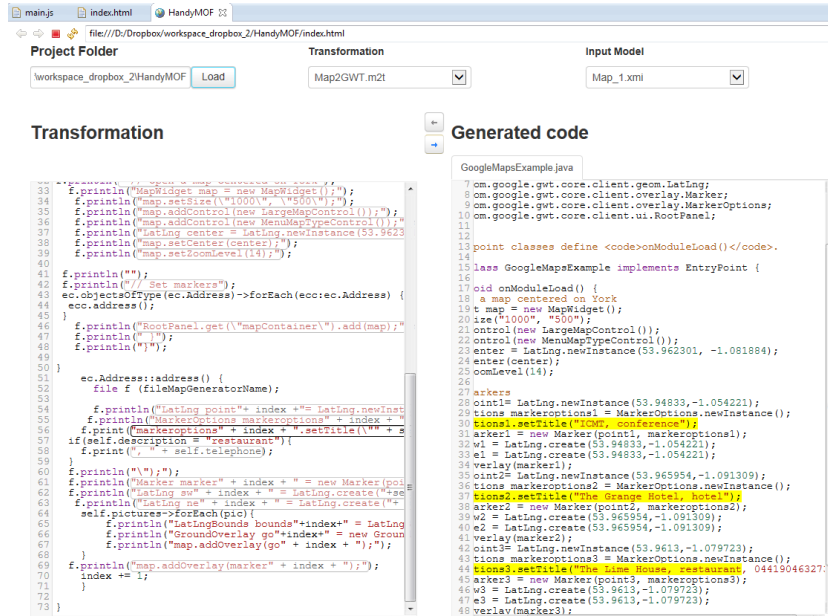 main.js index.html HandyMOF
file:///D:/Dropbox/workspace_dropbox_2/HandyMOF/index.html
Project Folder Transformation Input Model
\workspace_dropbox_2\HandyMOF Load Map2GWT.m2t Map_1.xmi
Transformation
Generated code
GoogleMapsExample.java
33 f.println("MapWidget map = new MapWidget();");
34 f.println("map.setSize(\"1000\", \"500\");");
35 f.println("map.addControl(new LargeMapControl());");
36 f.println("map.addControl(new MenuMapTypeControl());");
37 f.println("LatLng center = LatLng.newInstance(53.9623
38 f.println("map.setCenter(center);");
39 f.println("map.setZoomLevel(14);");
40
41 f.println("");
42 f.println("// Set markers");
43 ec.objectsOfType(ec.Address)->forEach(ecc:ec.Address) {
44 ecc.address();
45 }
46 f.println("RootPanel.get(\"mapContainer\").add(map);"
47 f.println(" }");
48 f.println("}");
49
50 }
51 ec.Address::address() {
52 file f (fileMapGeneratorName);
53
54 f.println("LatLng point"+ index +"= LatLng.newInst
55 f.println("MarkerOptions markeroptions" + index + "
56 f.print("markeroptions" + index + ".setTitle(\"" + s
57 if(self.description = "restaurant"){
58 f.print(", " + self.telephone);
59 }
60 f.println("\");");
61 f.println("Marker marker" + index + " = new Marker(poi
62 f.println("LatLng sw" + index + " = LatLng.create("+se
63 f.println("LatLng ne" + index + " = LatLng.create("+
64 self.pictures->forEach(pic){
65 f.println("LatLngBounds bounds"+index+" = LatLng
66 f.println("GroundOverlay go"+index+" = new Groun
67 f.println("map.addOverlay(go" + index + ");");
68 }
69 f.println("map.addOverlay(marker" + index + ");");
70 index += 1;
71 }
72
73 }
7 om.google.gwt.core.client.geom.LatLng;
8 om.google.gwt.core.client.overlay.Marker;
9 om.google.gwt.core.client.overlay.MarkerOptions;
10 om.google.gwt.core.client.ui.RootPanel;
11
12
13 point classes define <code>onModuleLoad()</code>.
14
15 lass GoogleMapsExample implements EntryPoint {
16
17 oid onModuleLoad() {
18 a map centered on York
19 t map = new MapWidget();
20 ize("1000", "500");
21 ontrol(new LargeMapControl());
22 ontrol(new MenuMapTypeControl());
23 enter = LatLng.newInstance(53.962301, -1.081884);
24 enter(center);
25 oomLevel(14);
26
27 arkers
28 oint1= LatLng.newInstance(53.94833,-1.054221);
29 tions markeroptions1 = MarkerOptions.newInstance();
30 tions1.setTitle("ICMT, conference");
31 arker1 = new Marker(point1, markeroptions1);
32 w1 = LatLng.create(53.94833,-1.054221);
33 e1 = LatLng.create(53.94833,-1.054221);
34 verlay(marker1);
35 oint2= LatLng.newInstance(53.965954,-1.091309);
36 tions markeroptions2 = MarkerOptions.newInstance();
37 tions2.setTitle("The Grange Hotel, hotel");
38 arker2 = new Marker(point2, markeroptions2);
39 w2 = LatLng.create(53.965954,-1.091309);
40 e2 = LatLng.create(53.965954,-1.091309);
41 verlay(marker2);
42 oint3= LatLng.newInstance(53.9613,-1.079723);
43 tions markeroptions3 = MarkerOptions.newInstance();
44 tions3.setTitle("The Lime House, restaurant, 044190463273
45 arker3 = new Marker(point3, markeroptions3);
46 w3 = LatLng.create(53.9613,-1.079723);
47 e3 = LatLng.create(53.9613,-1.079723);
48 verlay(marker3);